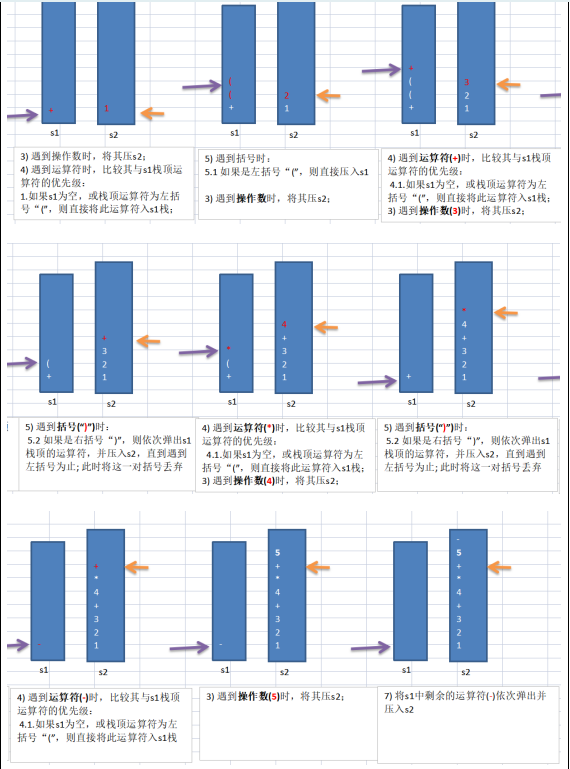 +
1
s1
s2
3) 遇到操作数时，将其压s2；
4) 遇到运算符时，比较其与s1栈顶运
算符的优先级：
1.如果s1为空，或栈顶运算符为左括
号“(”，则直接将此运算符入s1栈；
(
(
+
2
1
s1
s2
5) 遇到括号时：
5.1 如果是左括号“(”，则直接压入s1
3) 遇到操作数时，将其压s2；
+
(
(
+
3
2
1
s1
s2
4) 遇到运算符(+)时，比较其与s1栈顶
运算符的优先级：
4.1.如果s1为空，或栈顶运算符为左
括号“(”，则直接将此运算符入s1栈；
3) 遇到操作数(3)时，将其压s2；
(
+
+
3
2
1
s1
s2
5) 遇到括号(“)”)时：
5.2 如果是右括号“)”，则依次弹出s1
栈顶的运算符，并压入s2，直到遇到
左括号为止; 此时将这一对括号丢弃
*
(
+
4
+
3
2
1
s1
s2
4) 遇到运算符(*)时，比较其与s1栈顶
运算符的优先级：
4.1.如果s1为空，或栈顶运算符为左
括号“(”，则直接将此运算符入s1栈；
3) 遇到操作数(4)时，将其压s2；
+
*
4
+
3
2
1
s1
s2
5) 遇到括号(“)”)时：
5.2 如果是右括号“)”，则依次弹出s1
栈顶的运算符，并压入s2，直到遇到
左括号为止; 此时将这一对括号丢弃
-
+
*
4
+
3
2
1
s1
s2
4) 遇到运算符(-)时，比较其与s1栈顶
运算符的优先级：
4.1.如果s1为空，或栈顶运算符为左
括号“(”，则直接将此运算符入s1栈
-
5
+
*
4
+
3
2
1
s1
s2
3) 遇到操作数(5)时，将其压s2；
-
5
+
*
4
+
3
2
1
s1
s2
7) 将s1中剩余的运算符(-)依次弹出并
压入s2